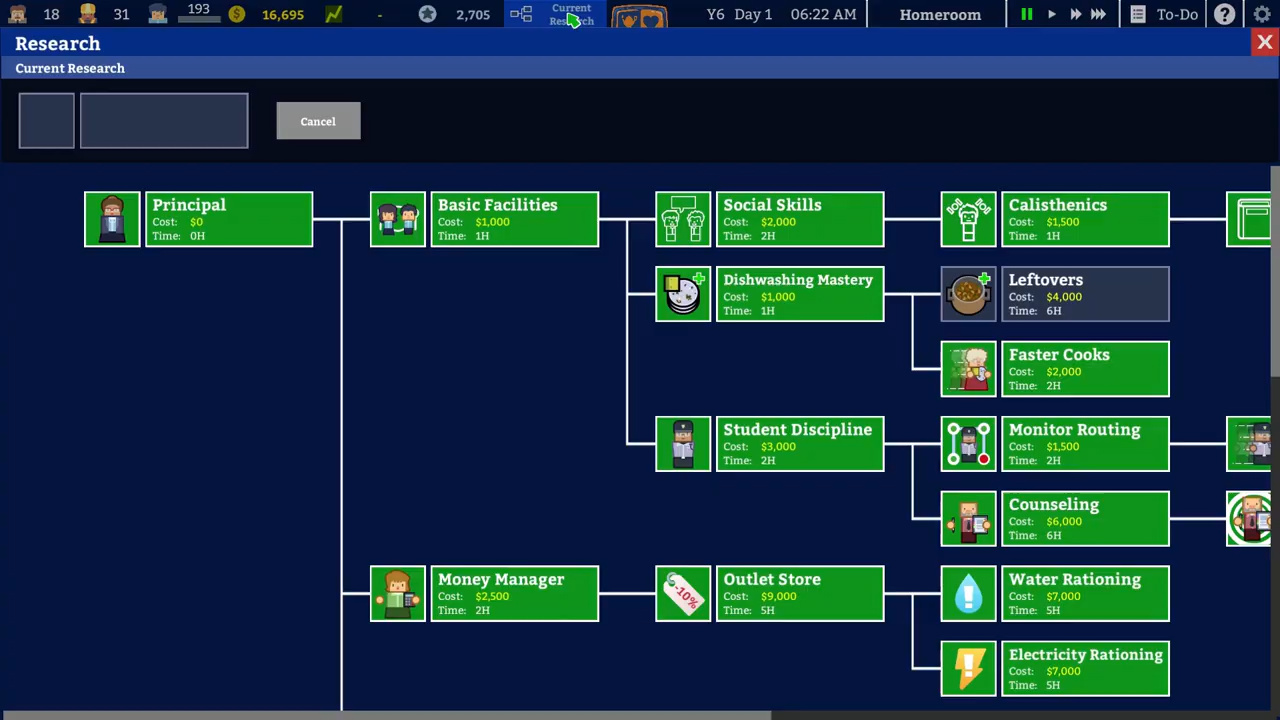 18
31
193
16,695
-
2,705
Current
Research
Y6 Day 1 06:22 AM
Homeroom
To-Do
?
Research
X
Current Research
Cancel
Principal
Cost: $0
Time: 0H
Basic Facilities
Cost: $1,000
Time: 1H
Social Skills
Cost: $2,000
Time: 2H
Calisthenics
Cost: $1,500
Time: 1H
Dishwashing Mastery
Cost: $1,000
Time: 1H
Leftovers
Cost: $4,000
Time: 6H
Faster Cooks
Cost: $2,000
Time: 2H
Student Discipline
Cost: $3,000
Time: 2H
Monitor Routing
Cost: $1,500
Time: 2H
Counseling
Cost: $6,000
Time: 6H
Money Manager
Cost: $2,500
Time: 2H
-10%
Outlet Store
Cost: $9,000
Time: 5H
Water Rationing
Cost: $7,000
Time: 5H
Electricity Rationing
Cost: $7,000
Time: 5H